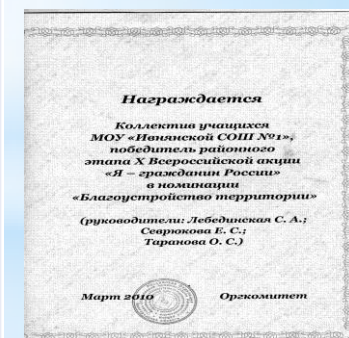 Награждается
Коллектив учащихся
МОУ «Ивнянской СОШ №1»,
победитель районного
этапа X Всероссийской акции
«Я – гражданин России»
в номинации
«Благоустройство территории»
(руководители: Лебединская С. А.;
Севрюкова Е. С.;
Таранова О. С.)
Март 2010 Оргкомитет